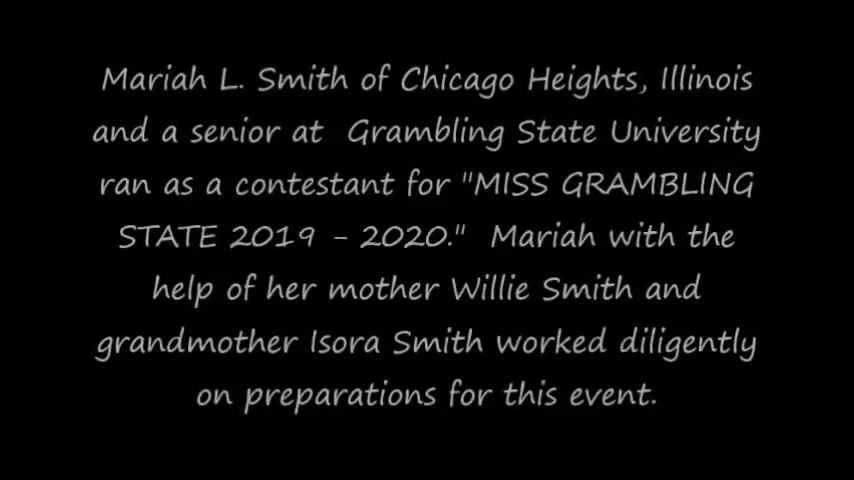 Mariah L. Smith of Chicago Heights, Illinois
and a senior at  Grambling State University
ran as a contestant for "MISS GRAMBLING
STATE 2019 - 2020."  Mariah with the
help of her mother Willie Smith and
grandmother Isora Smith worked diligently
on preparations for this event.